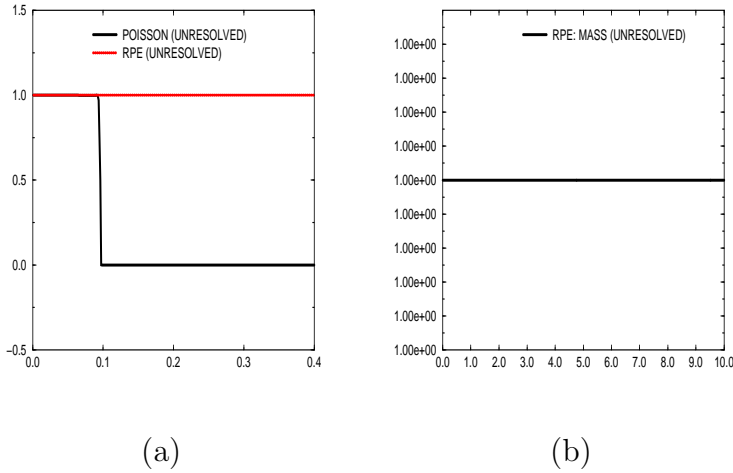 1.5
POISSON (UNRESOLVED)
RPE (UNRESOLVED)
1.0
0.5
0.0
−0.5
0.0 0.1 0.2 0.3 0.4
(a)
RPE: MASS (UNRESOLVED)
1.00e+00
1.00e+00
1.00e+00
1.00e+00
1.00e+00
1.00e+00
1.00e+00
1.00e+00
1.00e+00
1.00e+00
0.0 1.0 2.0 3.0 4.0 5.0 6.0 7.0 8.0 9.0 10.0
(b)